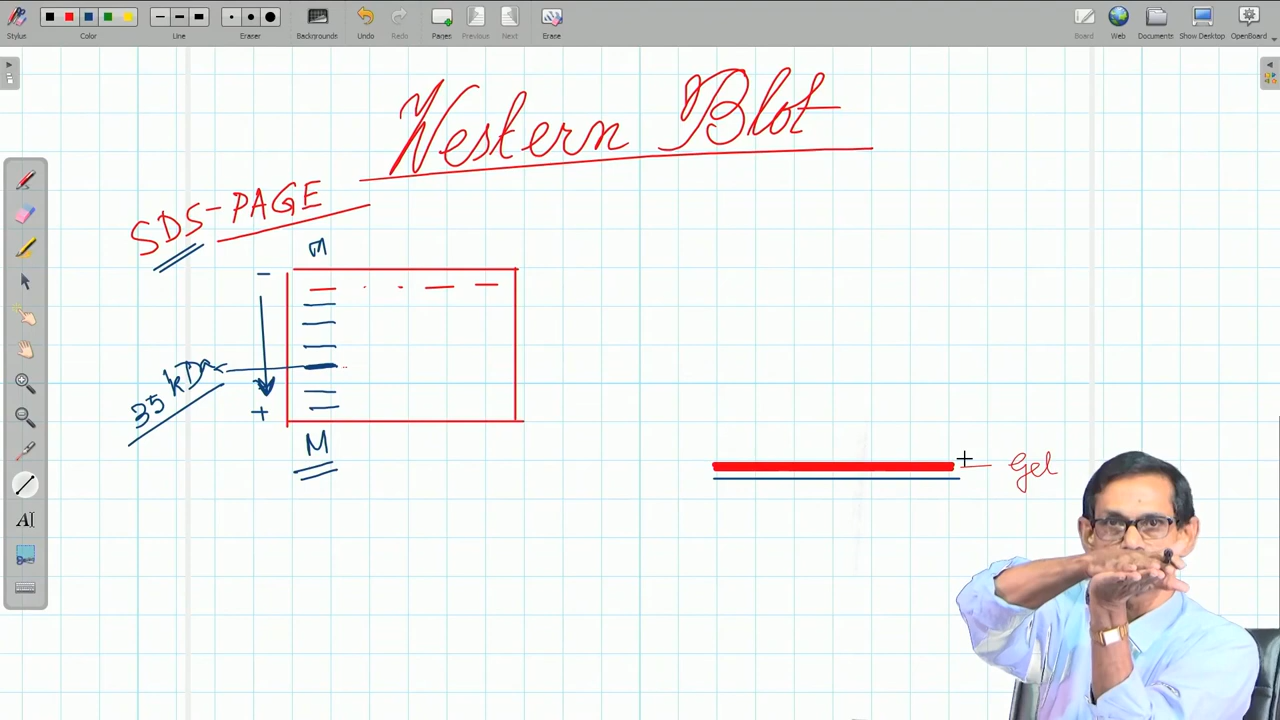 Stylus Color Line Eraser Backgrounds Undo Redo Pages Previous Next Erase Board Web Documents Show Desktop OpenBoard
Western Blot
SDS-PAGE
M
-
35 kDa
+
M
Gel
AI